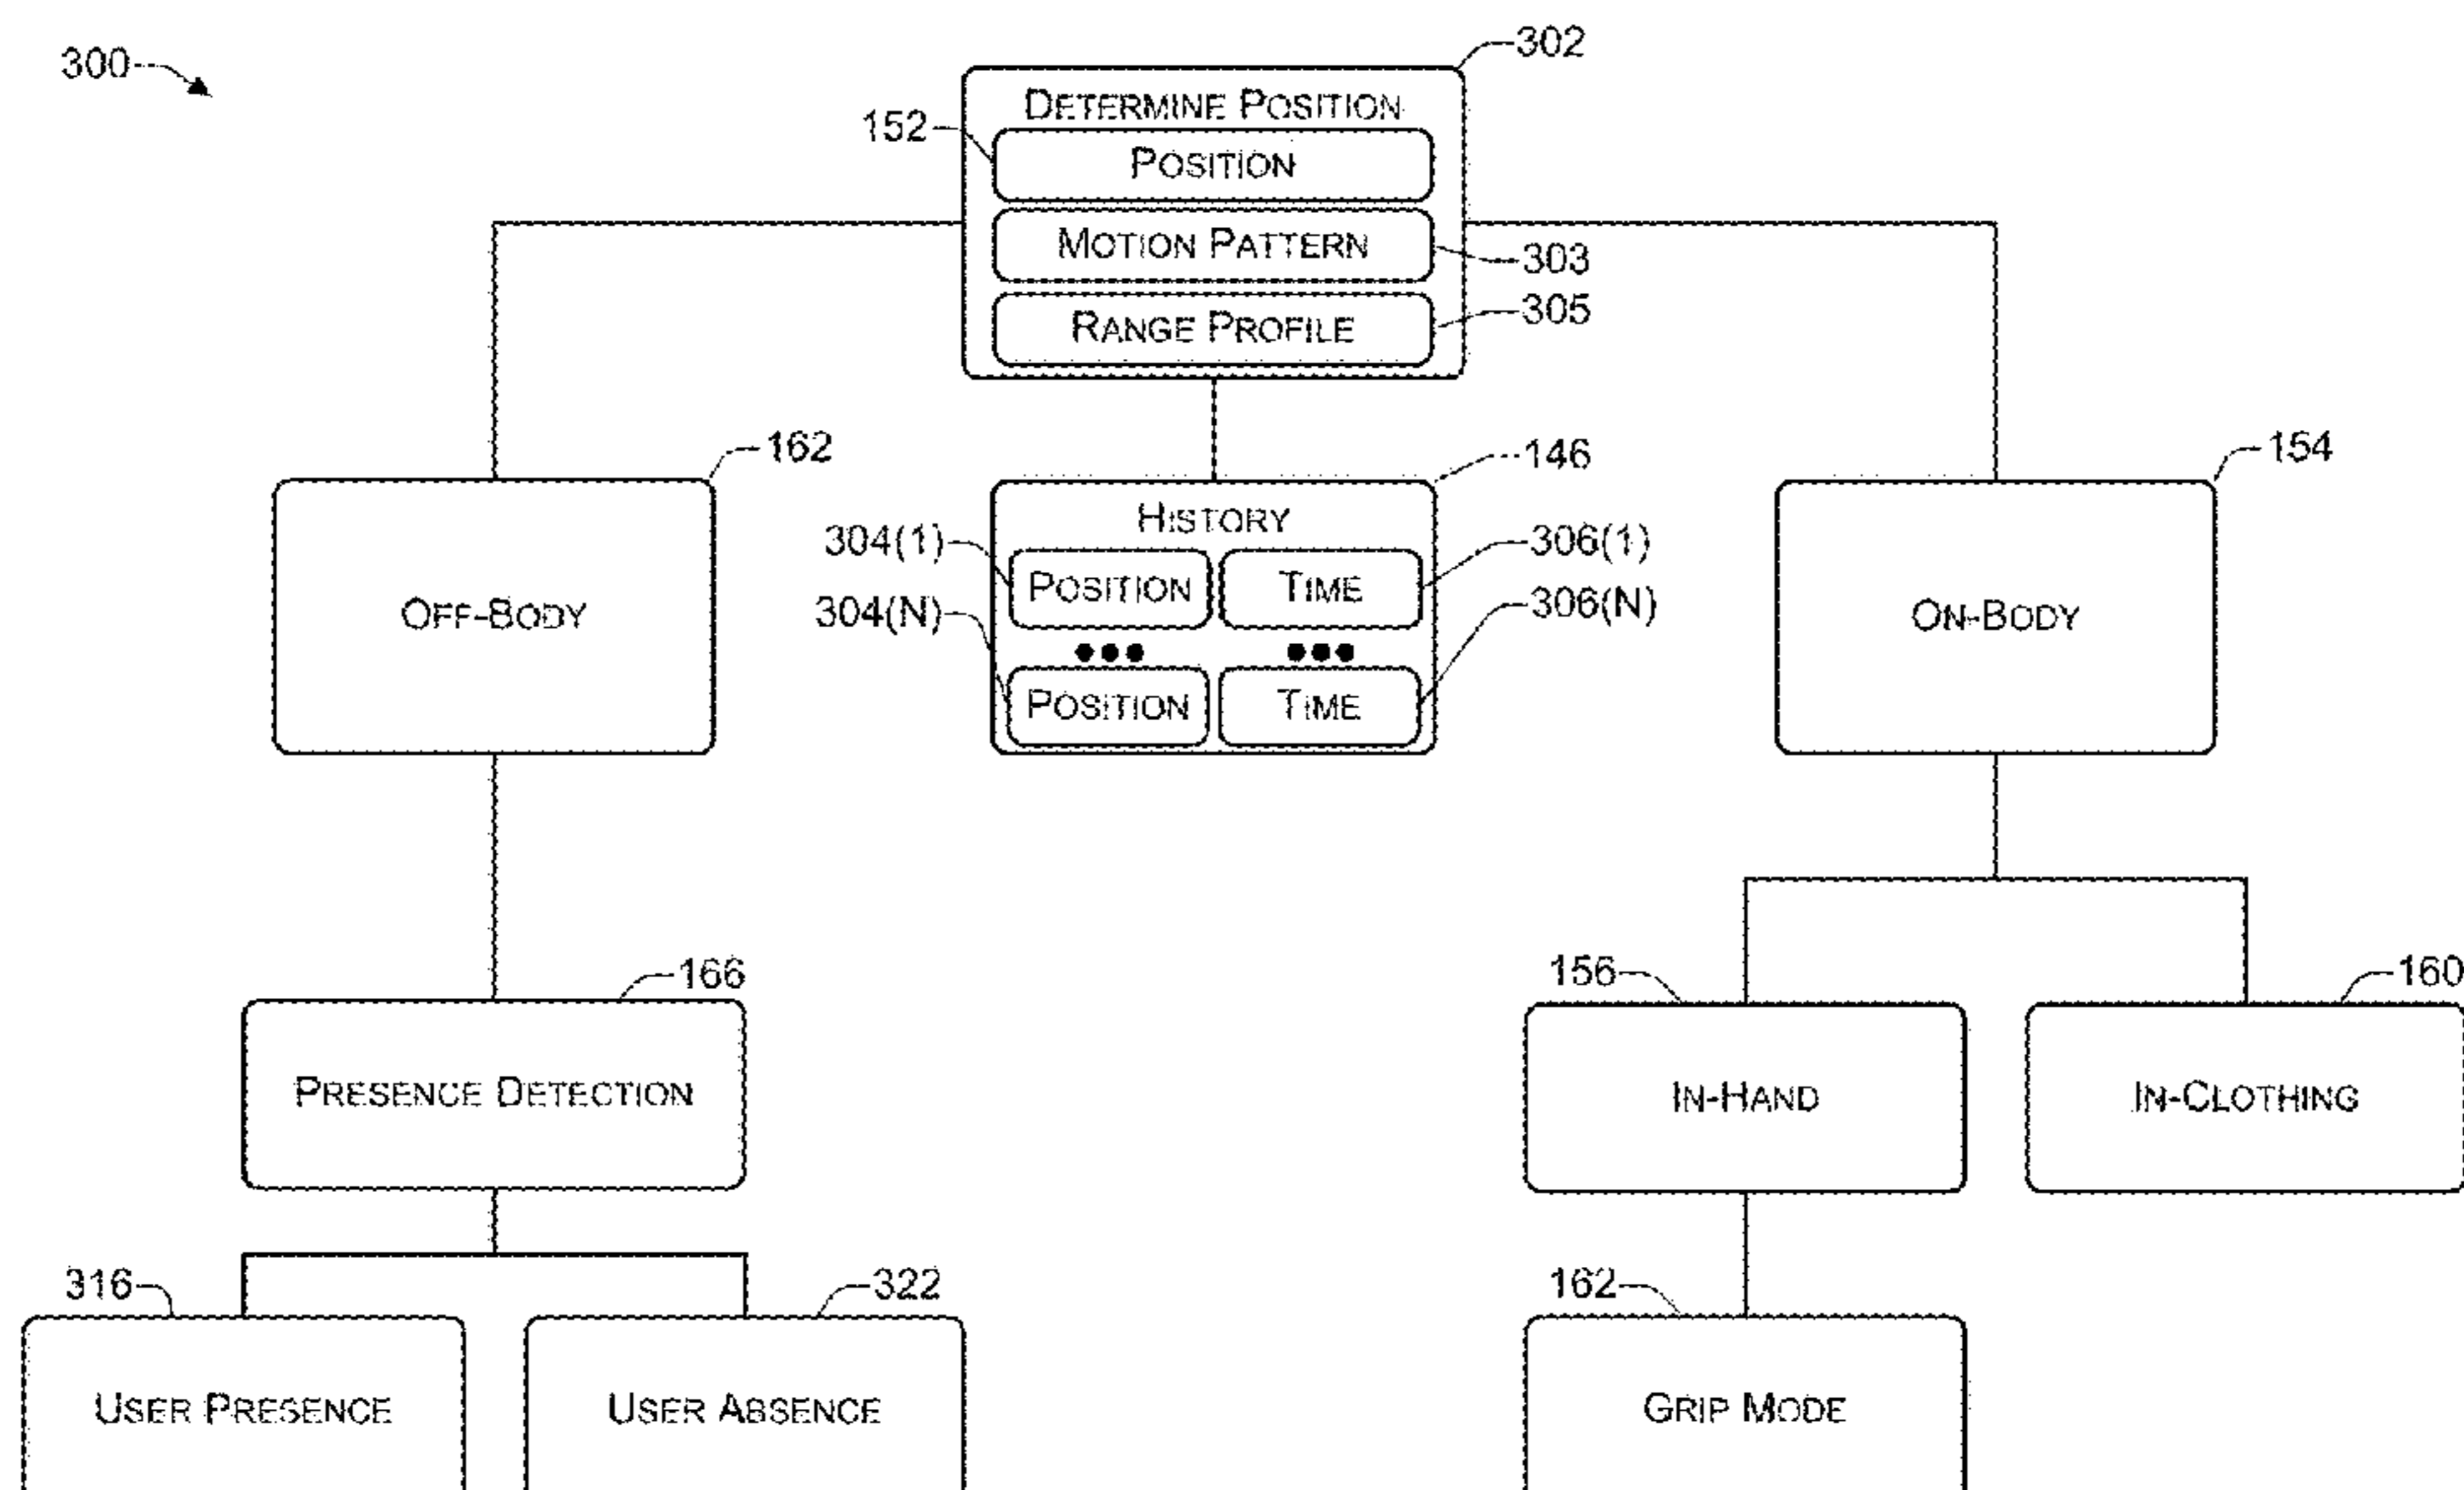 300
302
DETERMINE POSITION
152
POSITION
MOTION PATTERN
303
RANGE PROFILE
305
162
146
154
OFF-BODY
HISTORY
304(1)
POSITION
TIME
306(1)
304(N)
306(N)
POSITION
TIME
ON-BODY
166
156
160
PRESENCE DETECTION
IN-HAND
IN-CLOTHING
316
322
162
USER PRESENCE
USER ABSENCE
GRIP MODE